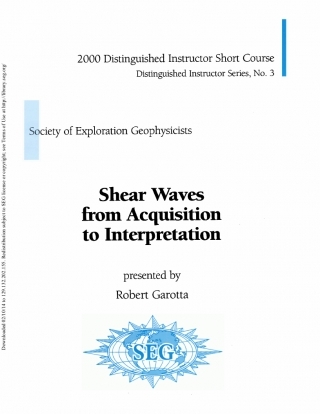 2000 Distinguished Instructor Short Course
Distinguished Instructor Series, No. 3
Society of Exploration Geophysicists
Shear Waves
from Acquisition
to Interpretation
presented by
Robert Garotta
SEG
Downloaded 02/10/14 to 129.132.202.155. Redistribution subject to SEG license or copyright; see Terms of Use at http://library.seg.org/